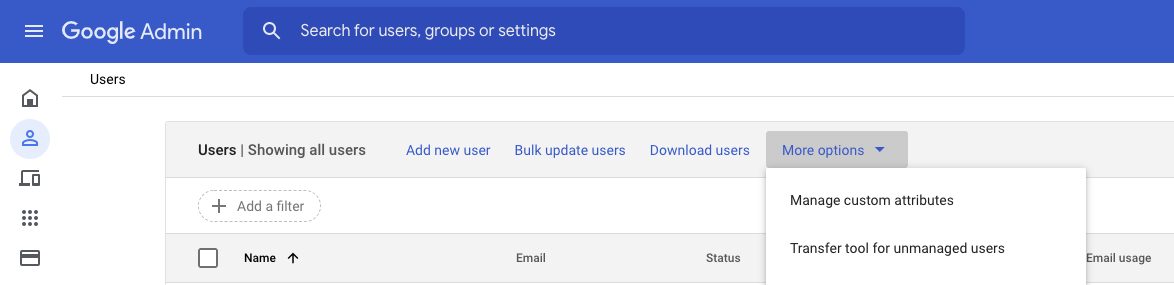 Google Admin
Search for users, groups or settings
Users
Users | Showing all users
Add new user
Bulk update users
Download users
More options
Manage custom attributes
Transfer tool for unmanaged users
Add a filter
Name
Email
Status
Email usage